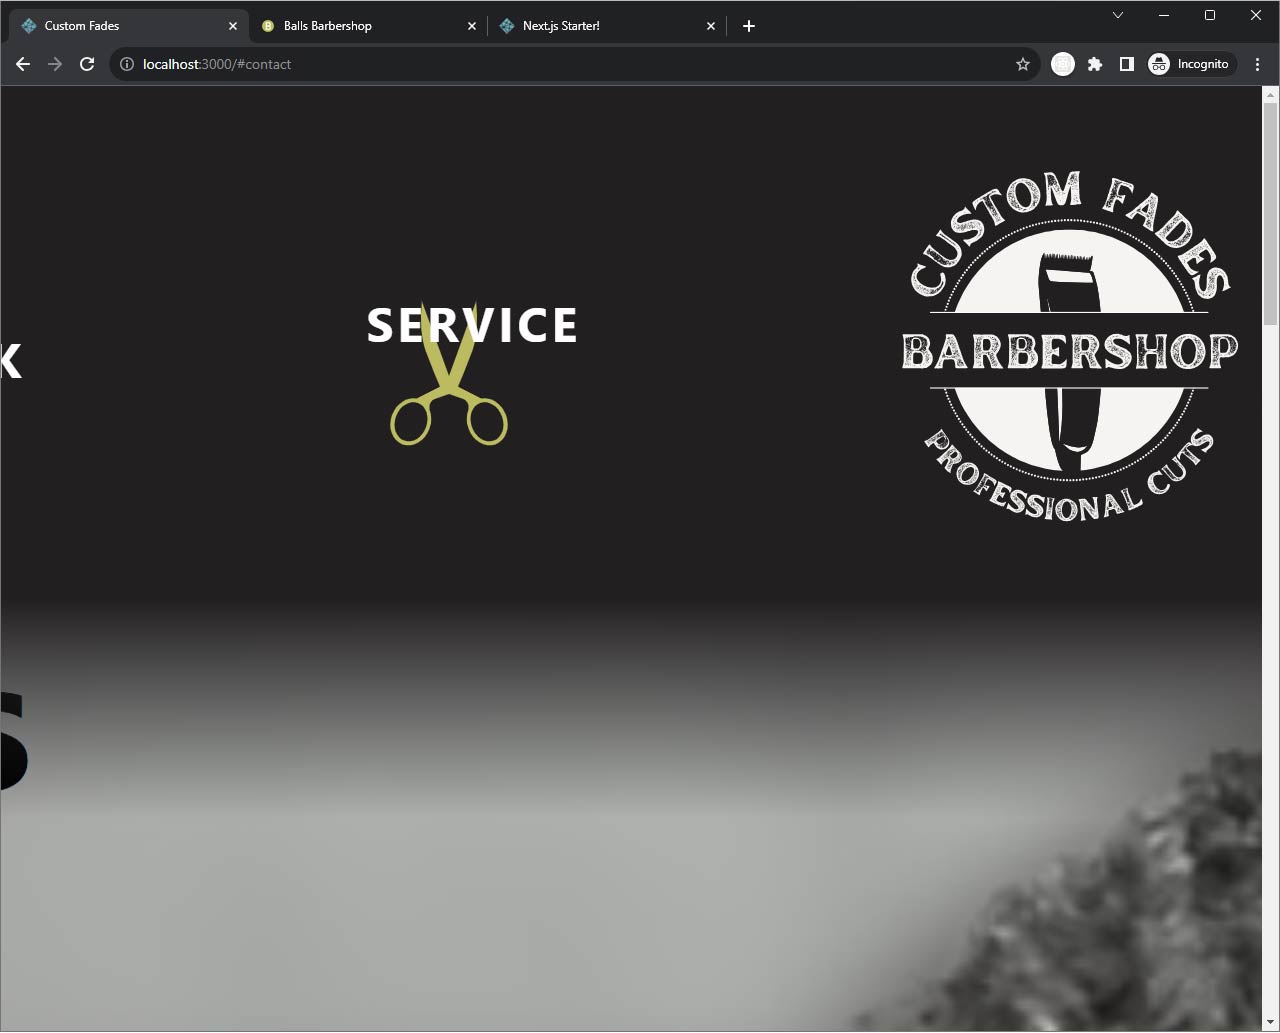 Custom Fades
Balls Barbershop
Next.js Starter!
localhost:3000/#contact
Incognito
CUSTOM FADES
SERVICE
BARBERSHOP
K
PROFESSIONAL CUTS
S